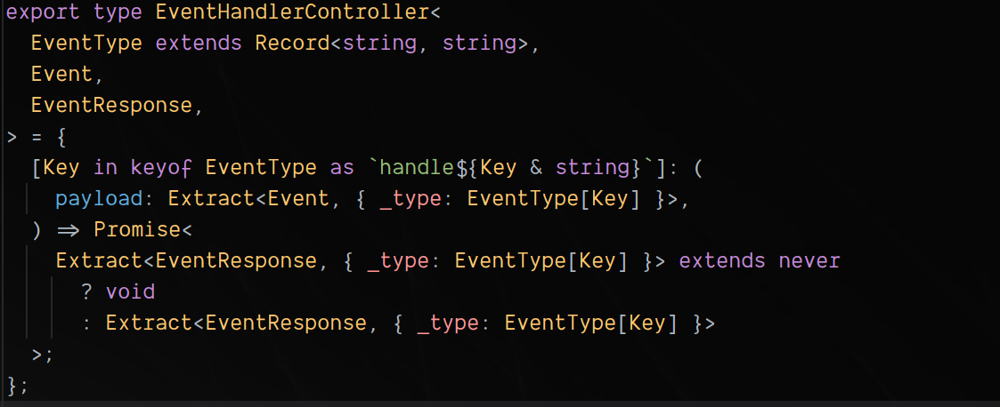 export type EventHandlerController<
  EventType extends Record<string, string>,
  Event,
  EventResponse,
> = {
  [Key in keyof EventType as `handle${Key & string}`]: (
    payload: Extract<Event, { _type: EventType[Key] }>,
  ) => Promise<
    Extract<EventResponse, { _type: EventType[Key] }> extends never
      ? void
      : Extract<EventResponse, { _type: EventType[Key] }>
  >;
};